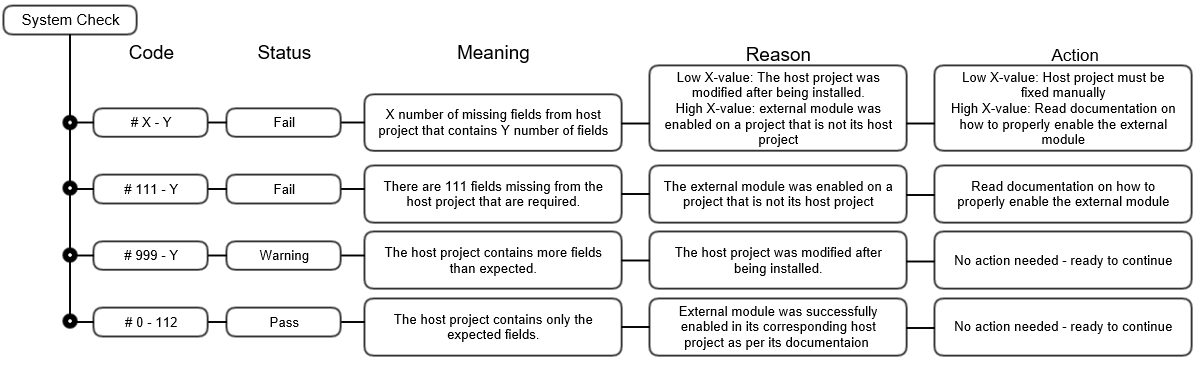 System Check
Code
Status
Meaning
Reason
Action
# X - Y
Fail
X number of missing fields from host
project that contains Y number of fields
Low X-value: The host project was
modified after being installed.
High X-value: external module was
enabled on a project that is not its host
project
Low X-value: Host project must be
fixed manually
High X-value: Read documentation on
how to properly enable the external
module
# 111 - Y
Fail
There are 111 fields missing from the
host project that are required.
The external module was enabled on a
project that is not its host project
Read documentation on how to
properly enable the external module
# 999 - Y
Warning
The host project contains more fields
than expected.
The host project was modified after
being installed.
No action needed - ready to continue
# 0 - 112
Pass
The host project contains only the
expected fields.
External module was successfully
enabled in its corresponding host
project as per its documentaion
No action needed - ready to continue